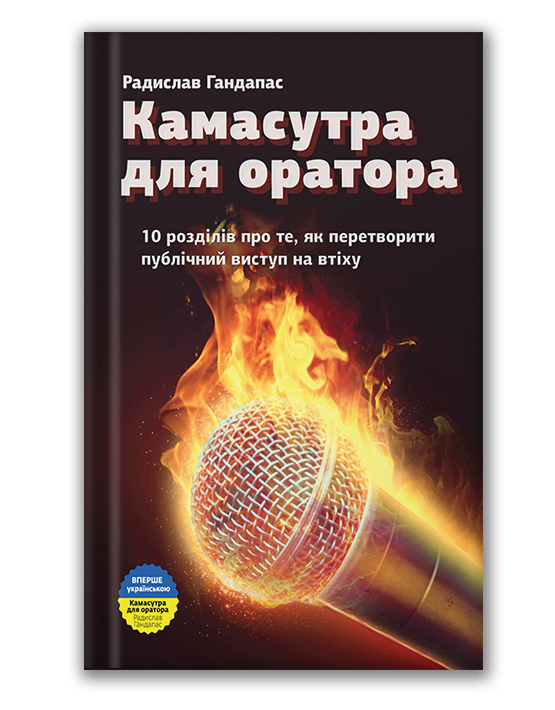 Радислав Гандапас
Камасутра
для оратора
10 розділів про те, як перетворити
публічний виступ на втіху
ВПЕРШЕ
українською
Камасутра
для оратора
Радислав
Гандапас